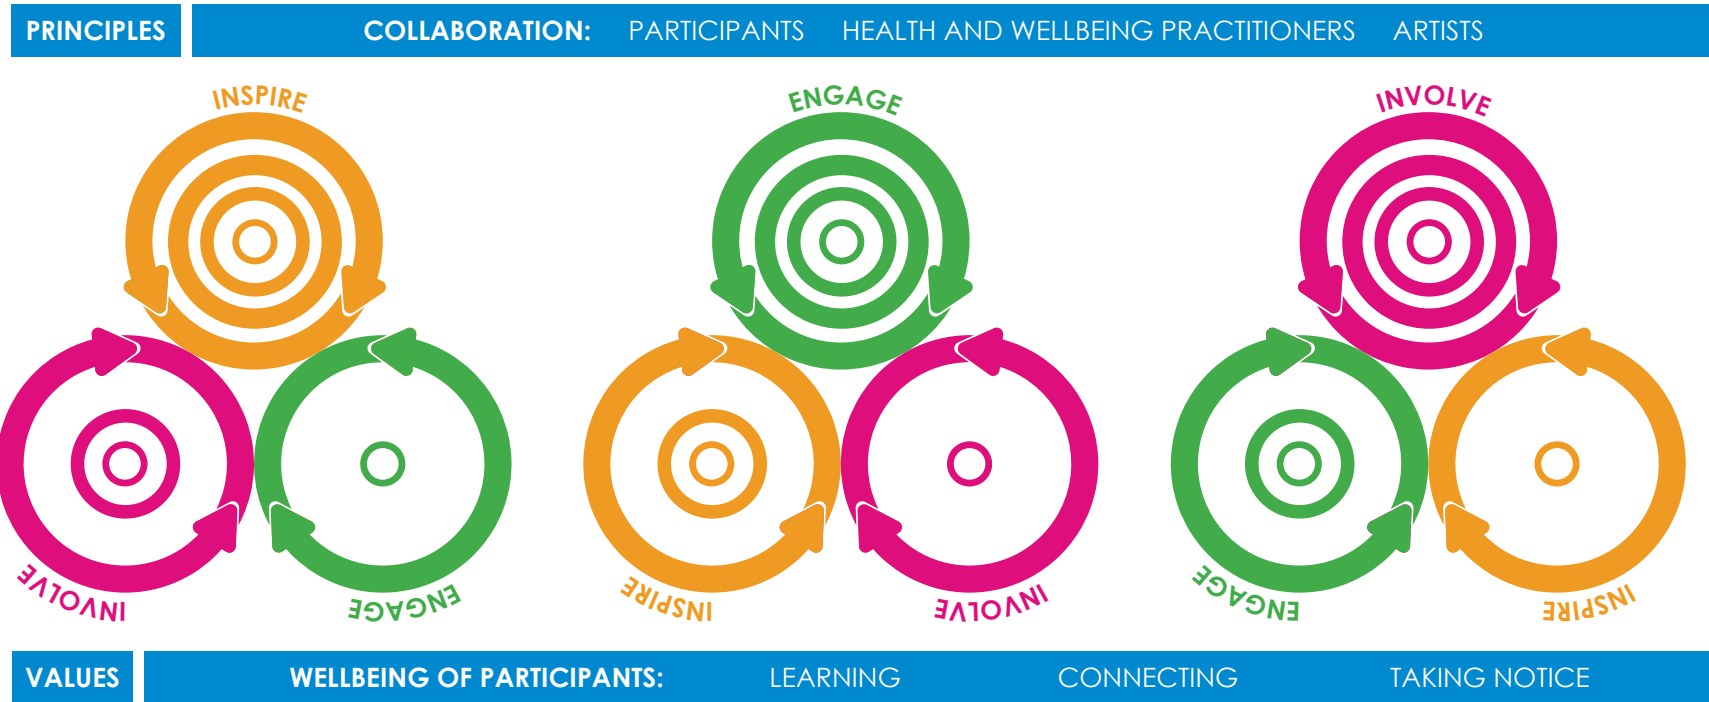 PRINCIPLES COLLABORATION: PARTICIPANTS HEALTH AND WELLBEING PRACTITIONERS ARTISTS
INSPIRE ENGAGE INVOLVE
INVOLVE ENGAGE INSPIRE INVOLVE ENGAGE INSPIRE
VALUES WELLBEING OF PARTICIPANTS: LEARNING CONNECTING TAKING NOTICE